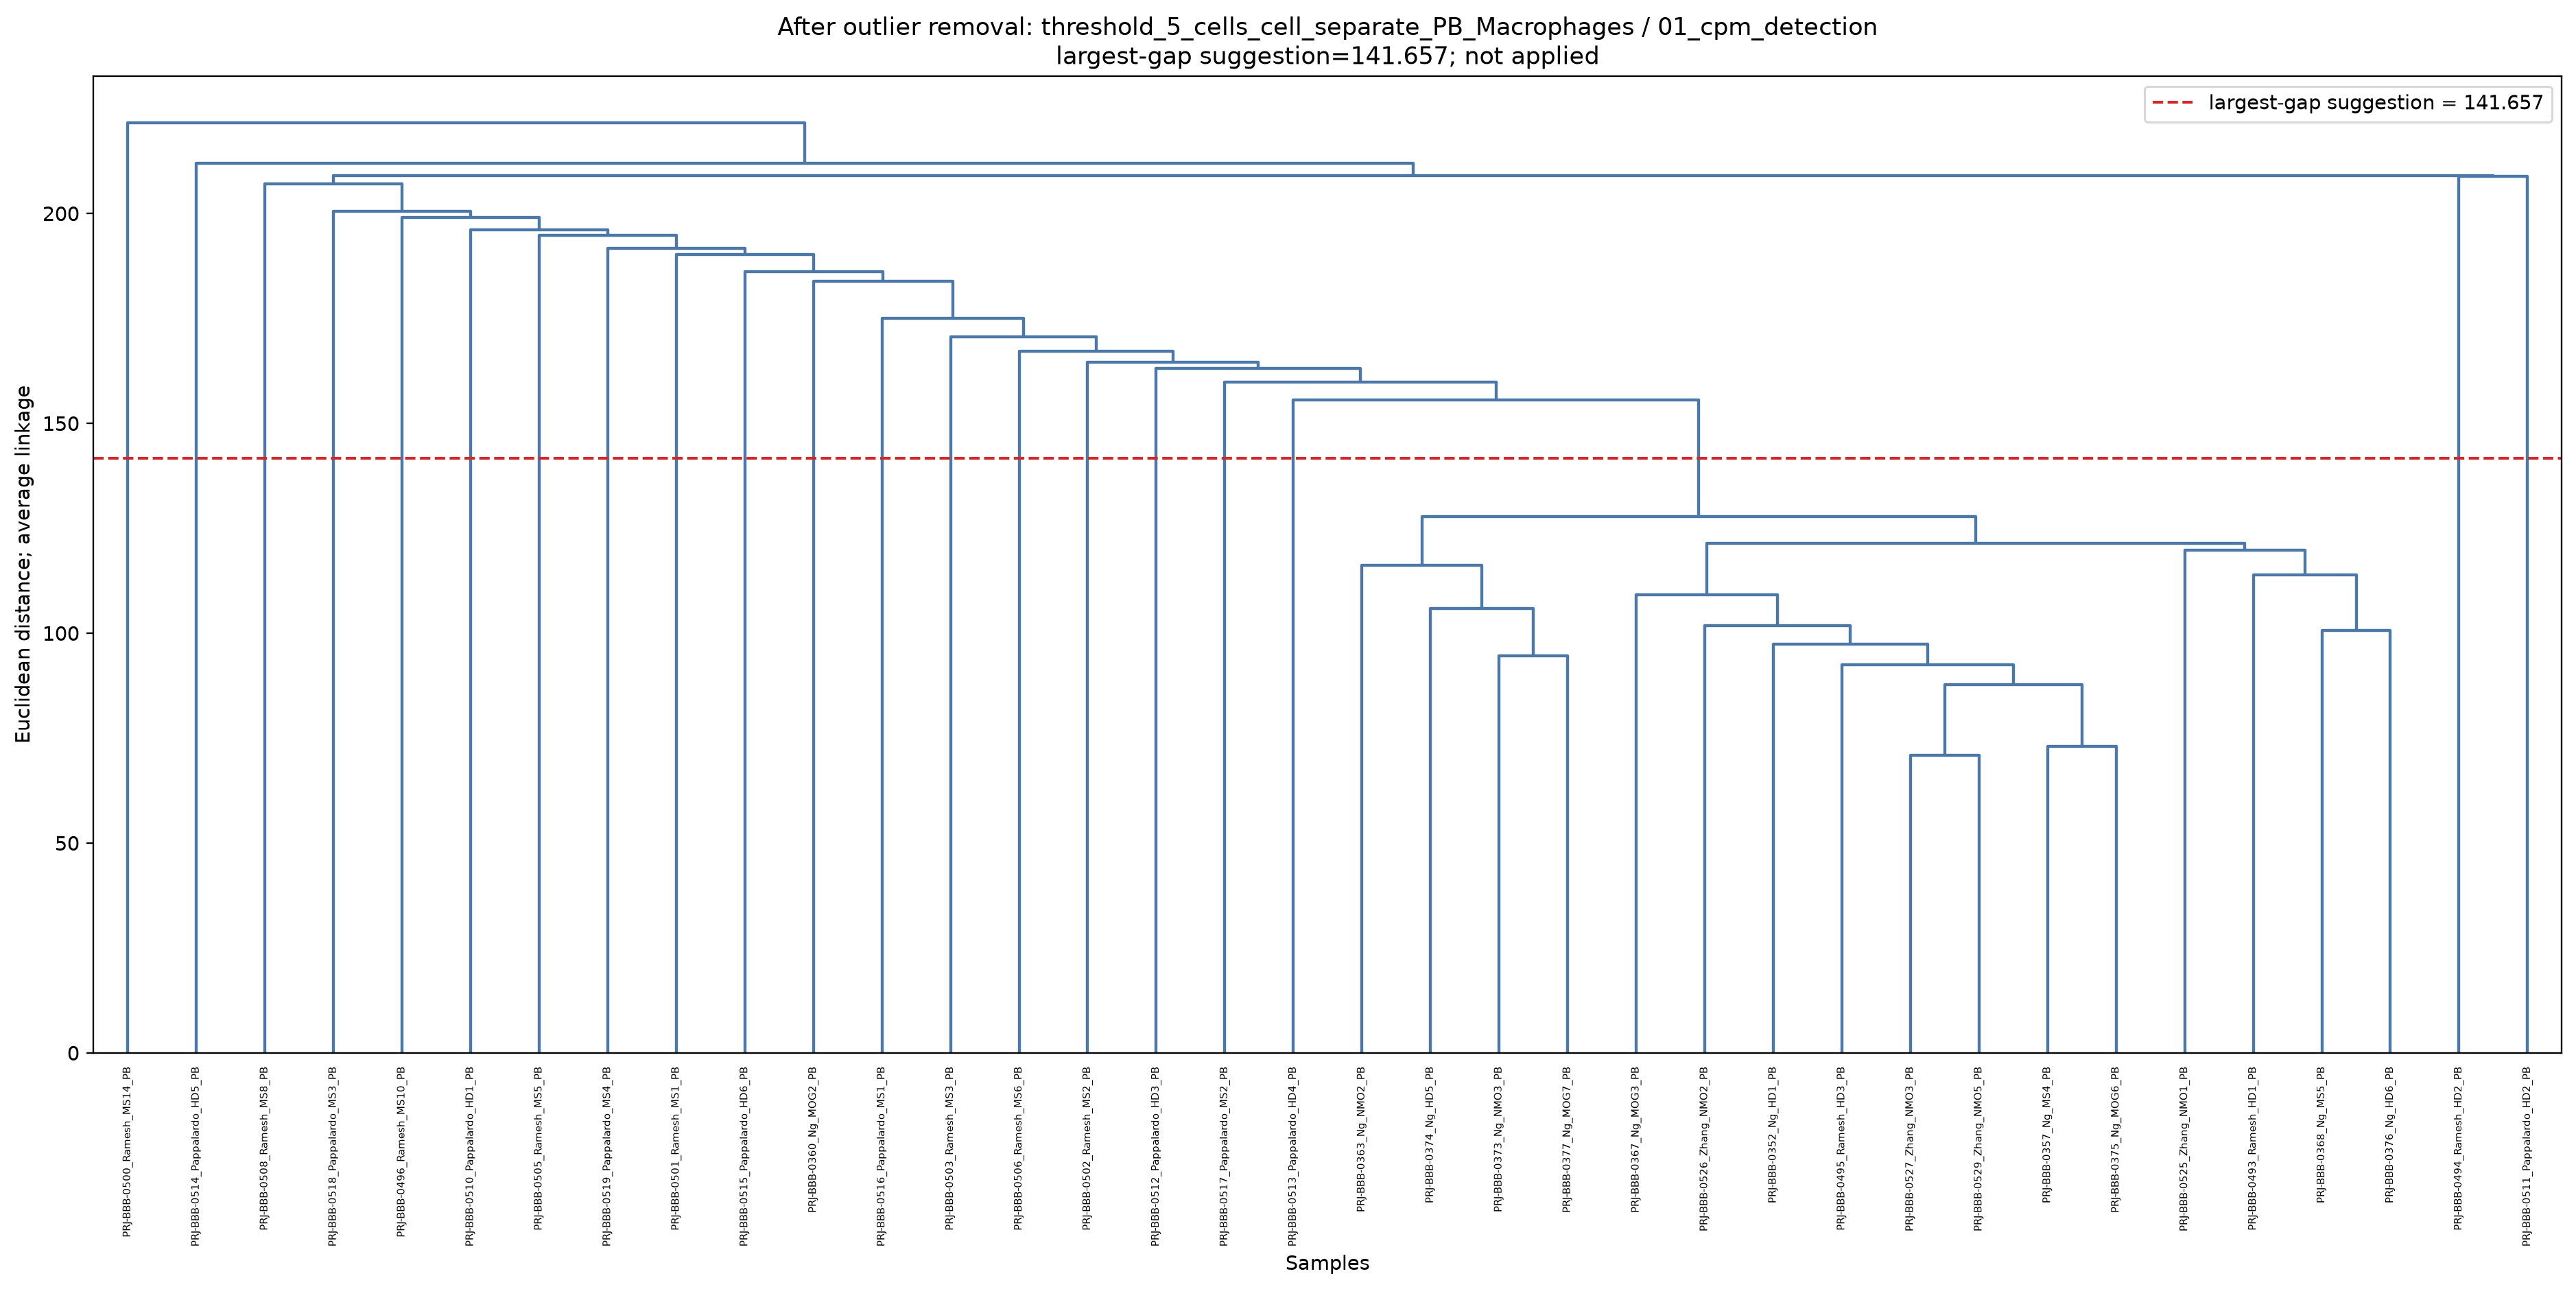 After outlier removal: threshold_5_cells_cell_separate_PB_Macrophages / 01_cpm_detection
largest-gap suggestion=141.657; not applied
largest-gap suggestion = 141.657
Euclidean distance; average linkage
200
150
100
50
0
PRJ-BBB-0500_Ramesh_MS14_PB
PRJ-BBB-0514_Pappalardo_HD5_PB
PRJ-BBB-0508_Ramesh_MS8_PB
PRJ-BBB-0518_Pappalardo_MS3_PB
PRJ-BBB-0496_Ramesh_MS10_PB
PRJ-BBB-0510_Pappalardo_HD1_PB
PRJ-BBB-0505_Ramesh_MS5_PB
PRJ-BBB-0519_Pappalardo_MS4_PB
PRJ-BBB-0501_Ramesh_MS1_PB
PRJ-BBB-0515_Pappalardo_HD6_PB
PRJ-BBB-0360_Ng_MOG2_PB
PRJ-BBB-0516_Pappalardo_MS1_PB
PRJ-BBB-0503_Ramesh_MS3_PB
PRJ-BBB-0506_Ramesh_MS6_PB
PRJ-BBB-0502_Ramesh_MS2_PB
PRJ-BBB-0512_Pappalardo_HD3_PB
PRJ-BBB-0517_Pappalardo_MS2_PB
PRJ-BBB-0513_Pappalardo_HD4_PB
PRJ-BBB-0363_Ng_NMO2_PB
PRJ-BBB-0374_Ng_HD5_PB
PRJ-BBB-0373_Ng_NMO3_PB
PRJ-BBB-0377_Ng_MOG7_PB
PRJ-BBB-0367_Ng_MOG3_PB
PRJ-BBB-0526_Zhang_NMO2_PB
PRJ-BBB-0352_Ng_HD1_PB
PRJ-BBB-0495_Ramesh_HD3_PB
PRJ-BBB-0527_Zhang_NMO3_PB
PRJ-BBB-0529_Zhang_NMO5_PB
PRJ-BBB-0357_Ng_MS4_PB
PRJ-BBB-0375_Ng_MOG6_PB
PRJ-BBB-0525_Zhang_NMO1_PB
PRJ-BBB-0493_Ramesh_HD1_PB
PRJ-BBB-0368_Ng_MS5_PB
PRJ-BBB-0376_Ng_HD6_PB
PRJ-BBB-0494_Ramesh_HD2_PB
PRJ-BBB-0511_Pappalardo_HD2_PB
Samples